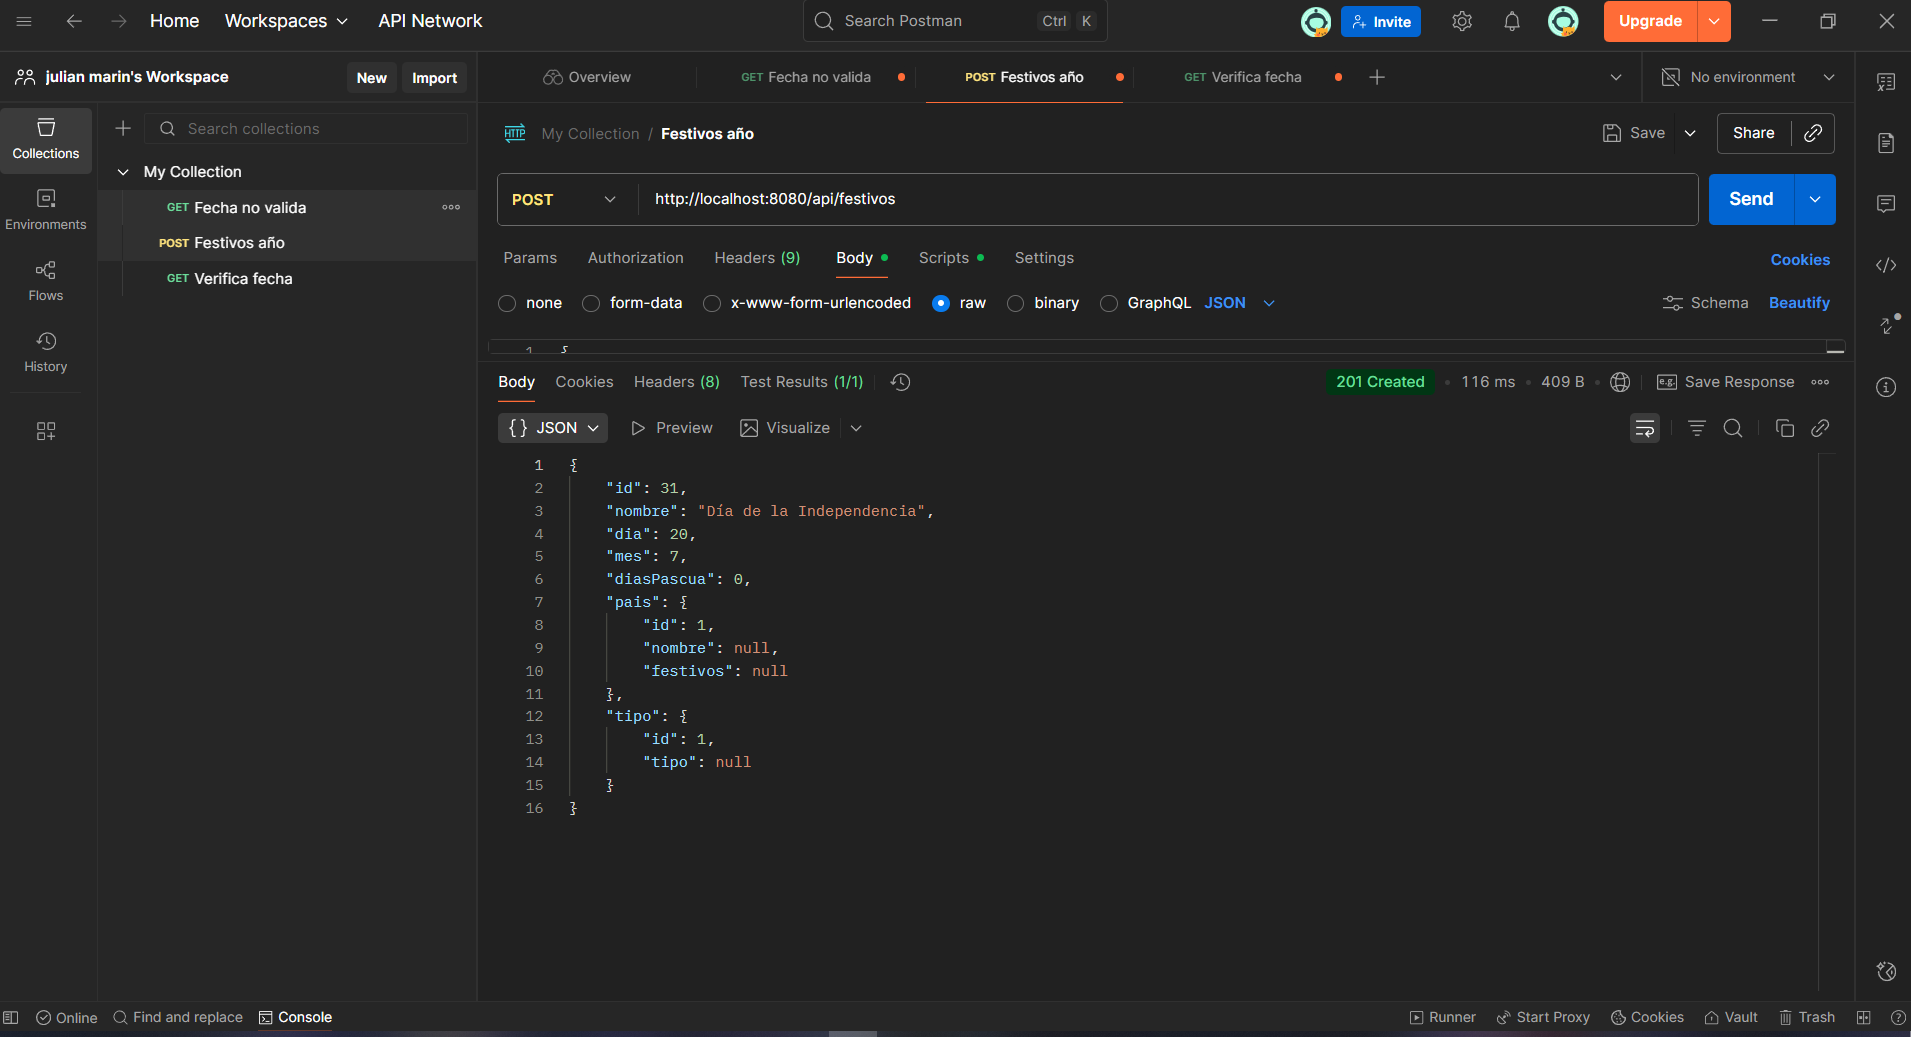 Home Workspaces API Network Search Postman Ctrl K Invite Upgrade
julian marin's Workspace New Import Overview GET Fecha no valida POST Festivos año GET Verifica fecha No environment
Search collections
HTTP My Collection / Festivos año Save Share
Collections
My Collection
GET Fecha no valida
POST Festivos año
GET Verifica fecha
Environments
Flows
History
POST http://localhost:8080/api/festivos Send
Params Authorization Headers (9) Body Scripts Settings Cookies
none form-data x-www-form-urlencoded raw binary GraphQL JSON Schema Beautify
1 {
Body Cookies Headers (8) Test Results (1/1) 201 Created 116 ms 409 B e.g. Save Response
{} JSON Preview Visualize
1 {
2 "id": 31,
3 "nombre": "Día de la Independencia",
4 "dia": 20,
5 "mes": 7,
6 "diasPascua": 0,
7 "pais": {
8 "id": 1,
9 "nombre": null,
10 "festivos": null
11 },
12 "tipo": {
13 "id": 1,
14 "tipo": null
15 }
16 }
Online Find and replace Console Runner Start Proxy Cookies Vault Trash